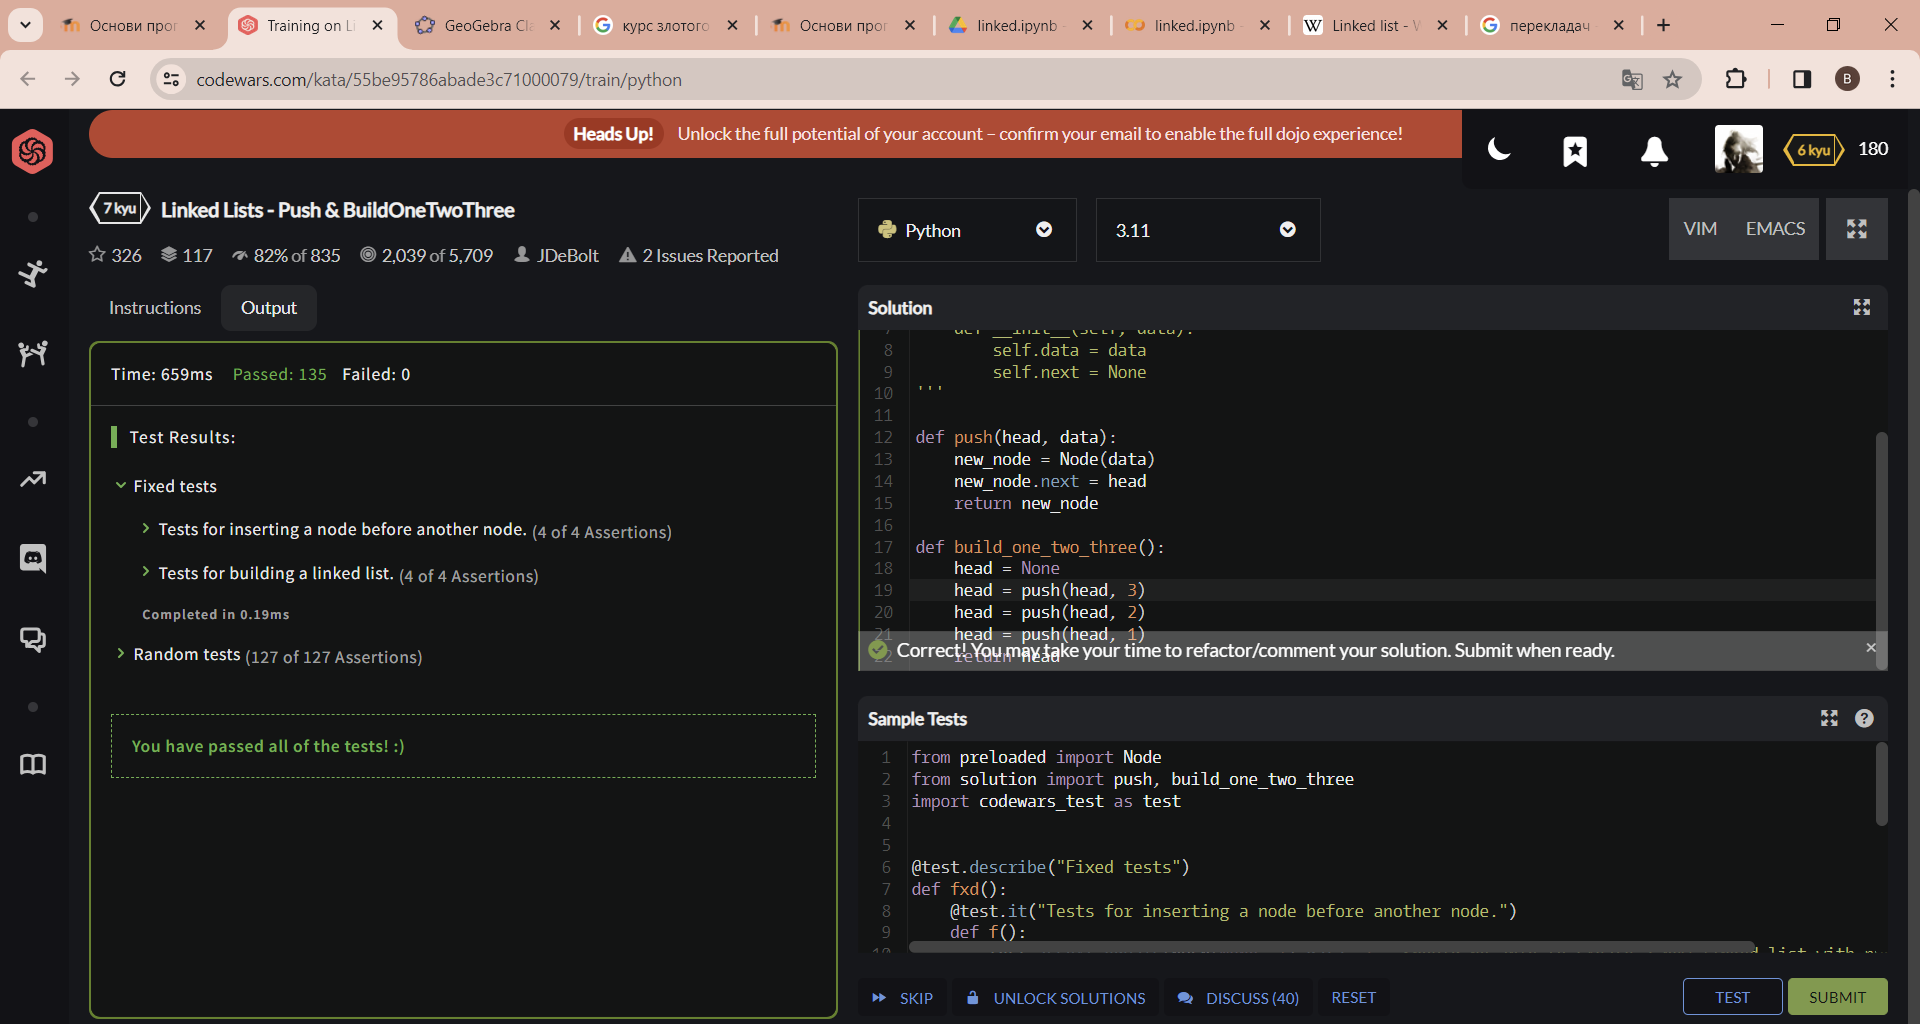 Основи прог
Training on Li
GeoGebra Cla
курс злотого
Основи прог
linked.ipynb
linked.ipynb
Linked list - W
перекладач
codewars.com/kata/55be95786abade3c71000079/train/python
B
Heads Up! Unlock the full potential of your account – confirm your email to enable the full dojo experience!
6 kyu 180
7 kyu Linked Lists - Push & BuildOneTwoThree
326 117 82% of 835 2,039 of 5,709 JDeBolt 2 Issues Reported
Python
3.11
VIM EMACS
Instructions Output
Time: 659ms Passed: 135 Failed: 0
Test Results:
Fixed tests
Tests for inserting a node before another node. (4 of 4 Assertions)
Tests for building a linked list. (4 of 4 Assertions)
Completed in 0.19ms
Random tests (127 of 127 Assertions)
You have passed all of the tests! :)
Solution
7 def __init__(self, data):
8 self.data = data
9 self.next = None
10 '''
11
12 def push(head, data):
13 new_node = Node(data)
14 new_node.next = head
15 return new_node
16
17 def build_one_two_three():
18 head = None
19 head = push(head, 3)
20 head = push(head, 2)
21 head = push(head, 1)
22 return head
Correct! You may take your time to refactor/comment your solution. Submit when ready.
Sample Tests
1 from preloaded import Node
2 from solution import push, build_one_two_three
3 import codewars_test as test
4
5
6 @test.describe("Fixed tests")
7 def fxd():
8 @test.it("Tests for inserting a node before another node.")
9 def f():
10
SKIP UNLOCK SOLUTIONS DISCUSS (40) RESET
TEST SUBMIT